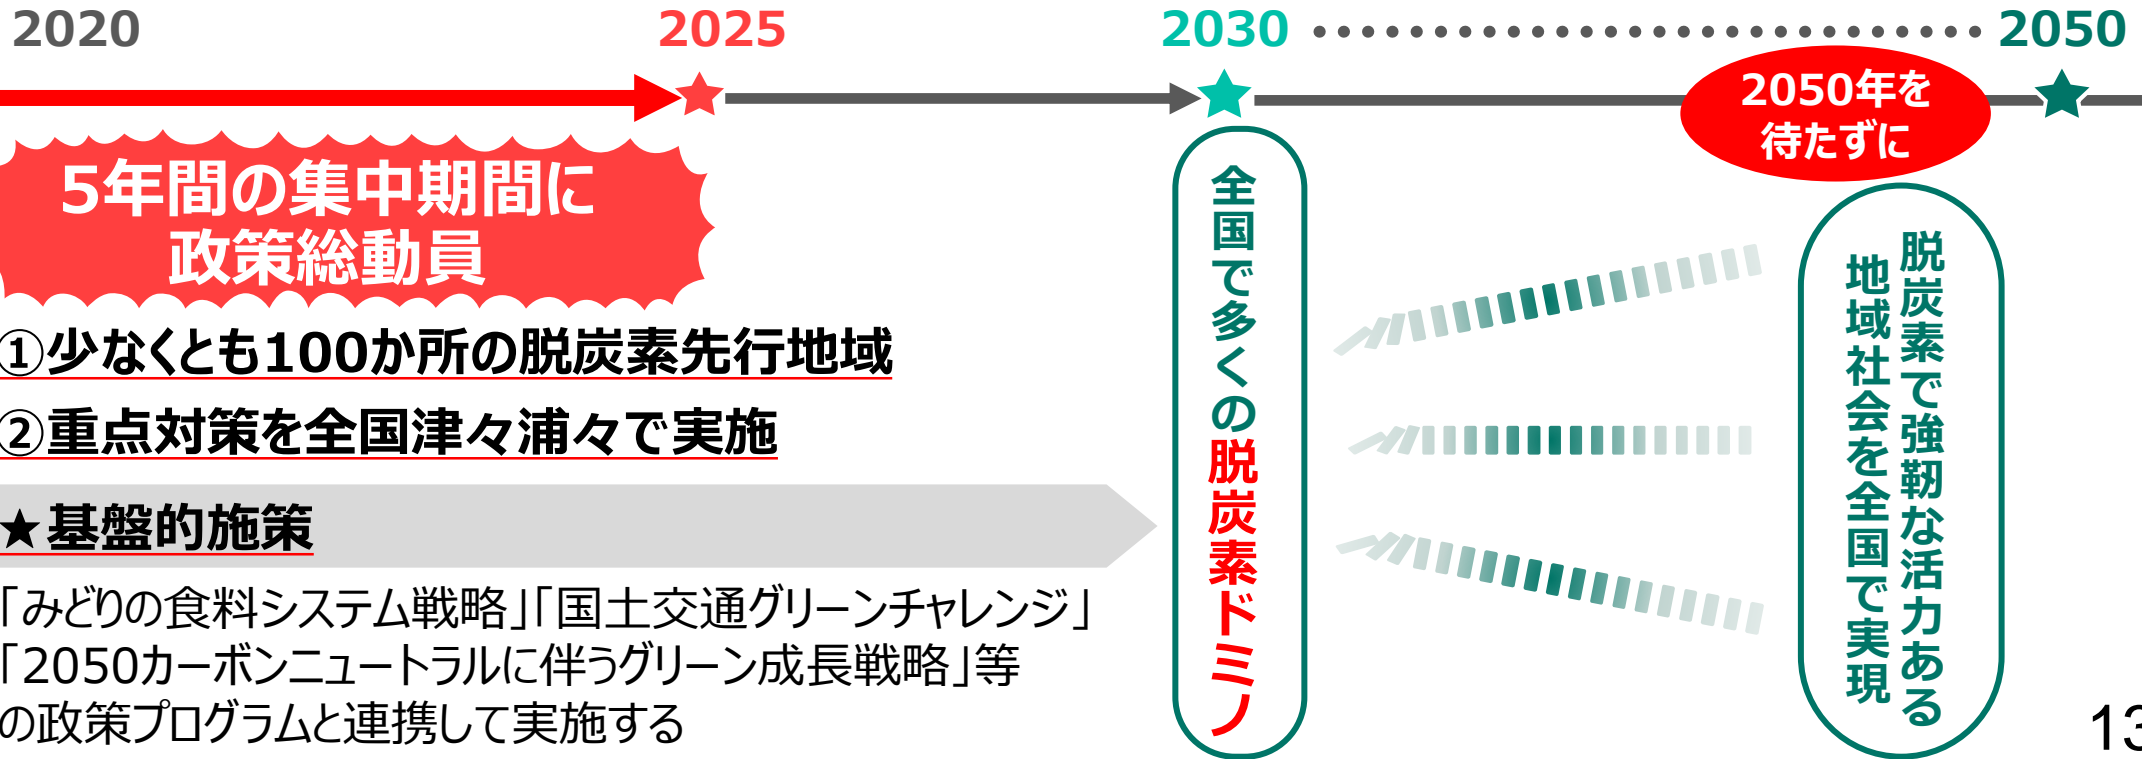 2020
2025
2030
2050
2050年を
待たずに
5年間の集中期間に
政策総動員
①少なくとも100か所の脱炭素先行地域
②重点対策を全国津々浦々で実施
★基盤的施策
「みどりの食料システム戦略」「国土交通グリーンチャレンジ」
「2050カーボンニュートラルに伴うグリーン成長戦略」等
の政策プログラムと連携して実施する
全国で多くの脱炭素ドミノ
脱炭素で強靭な活力ある
地域社会を全国で実現
13